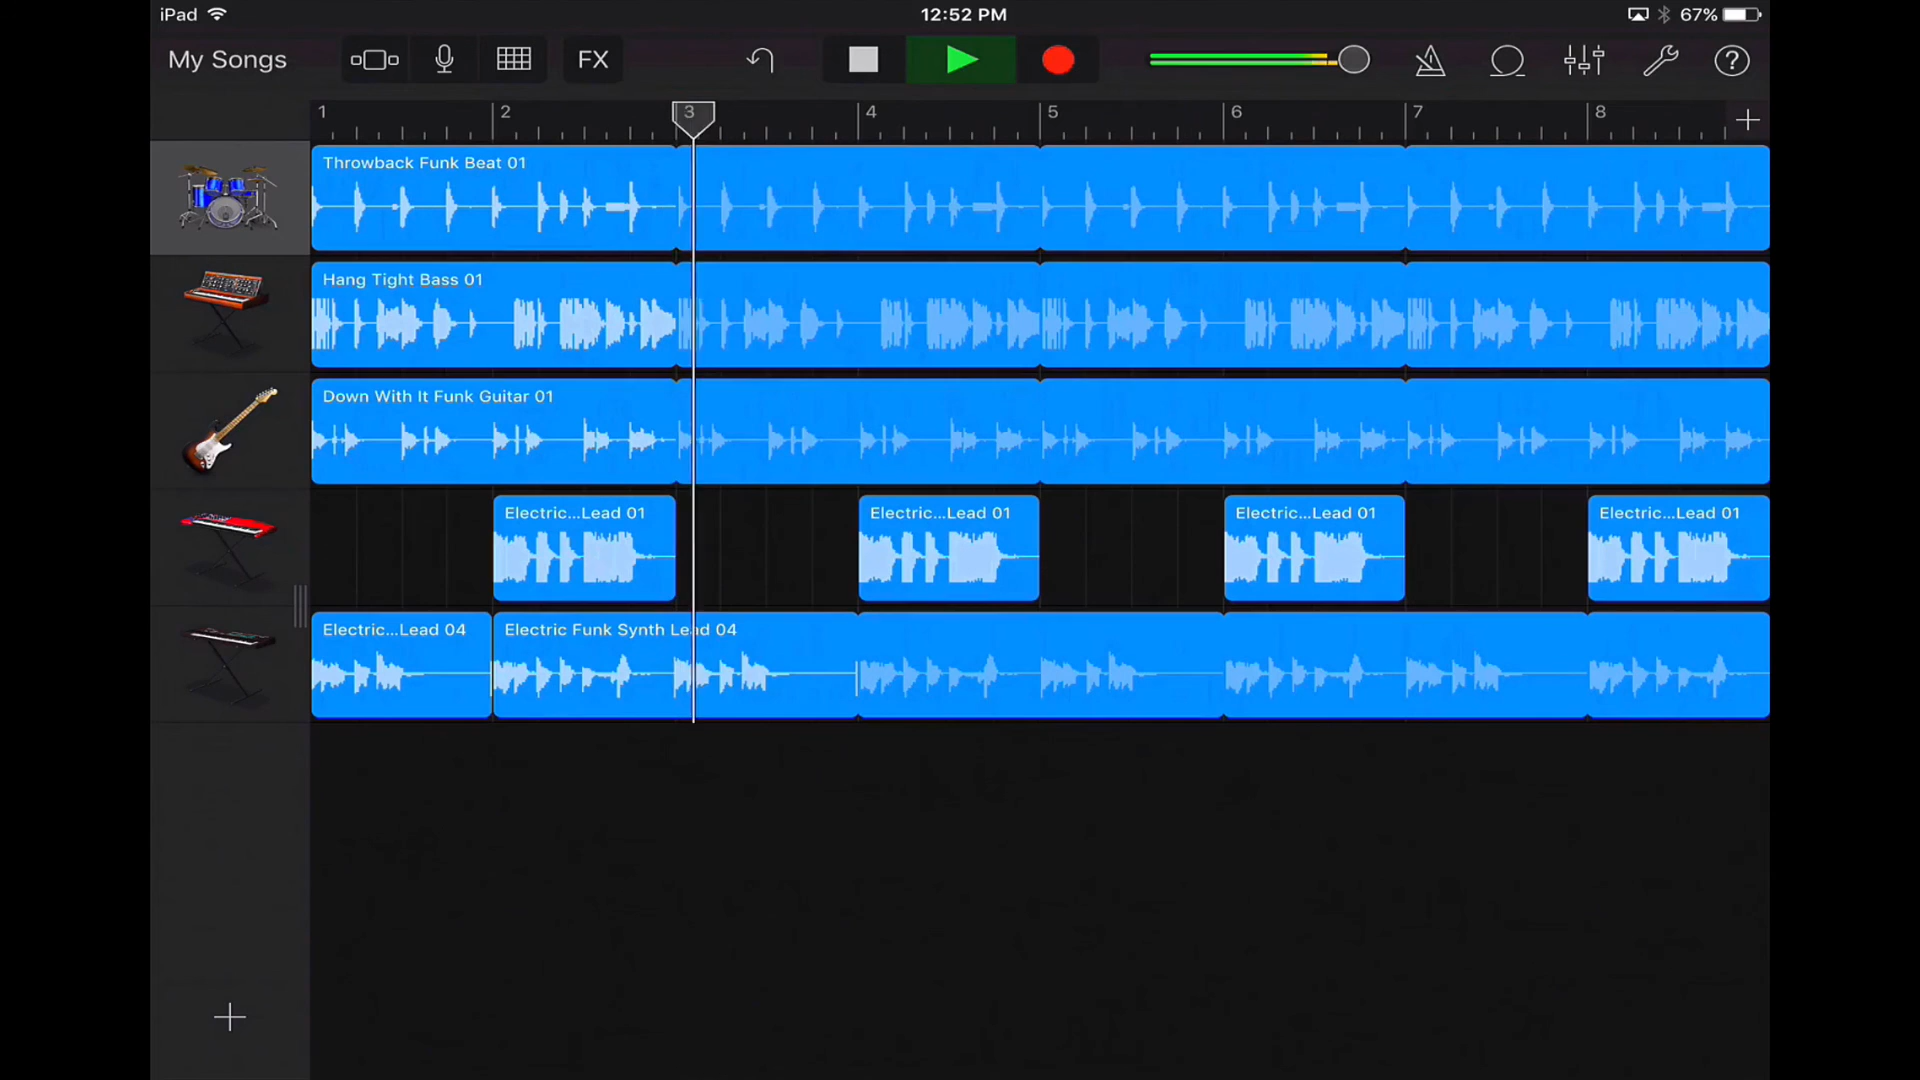 iPad 12:52 PM 67%
My Songs FX ?
1 2 3 4 5 6 7 8
Throwback Funk Beat 01
Hang Tight Bass 01
Down With It Funk Guitar 01
Electric...Lead 01 Electric...Lead 01 Electric...Lead 01 Electric...Lead 01
Electric...Lead 04 Electric Funk Synth Lead 04